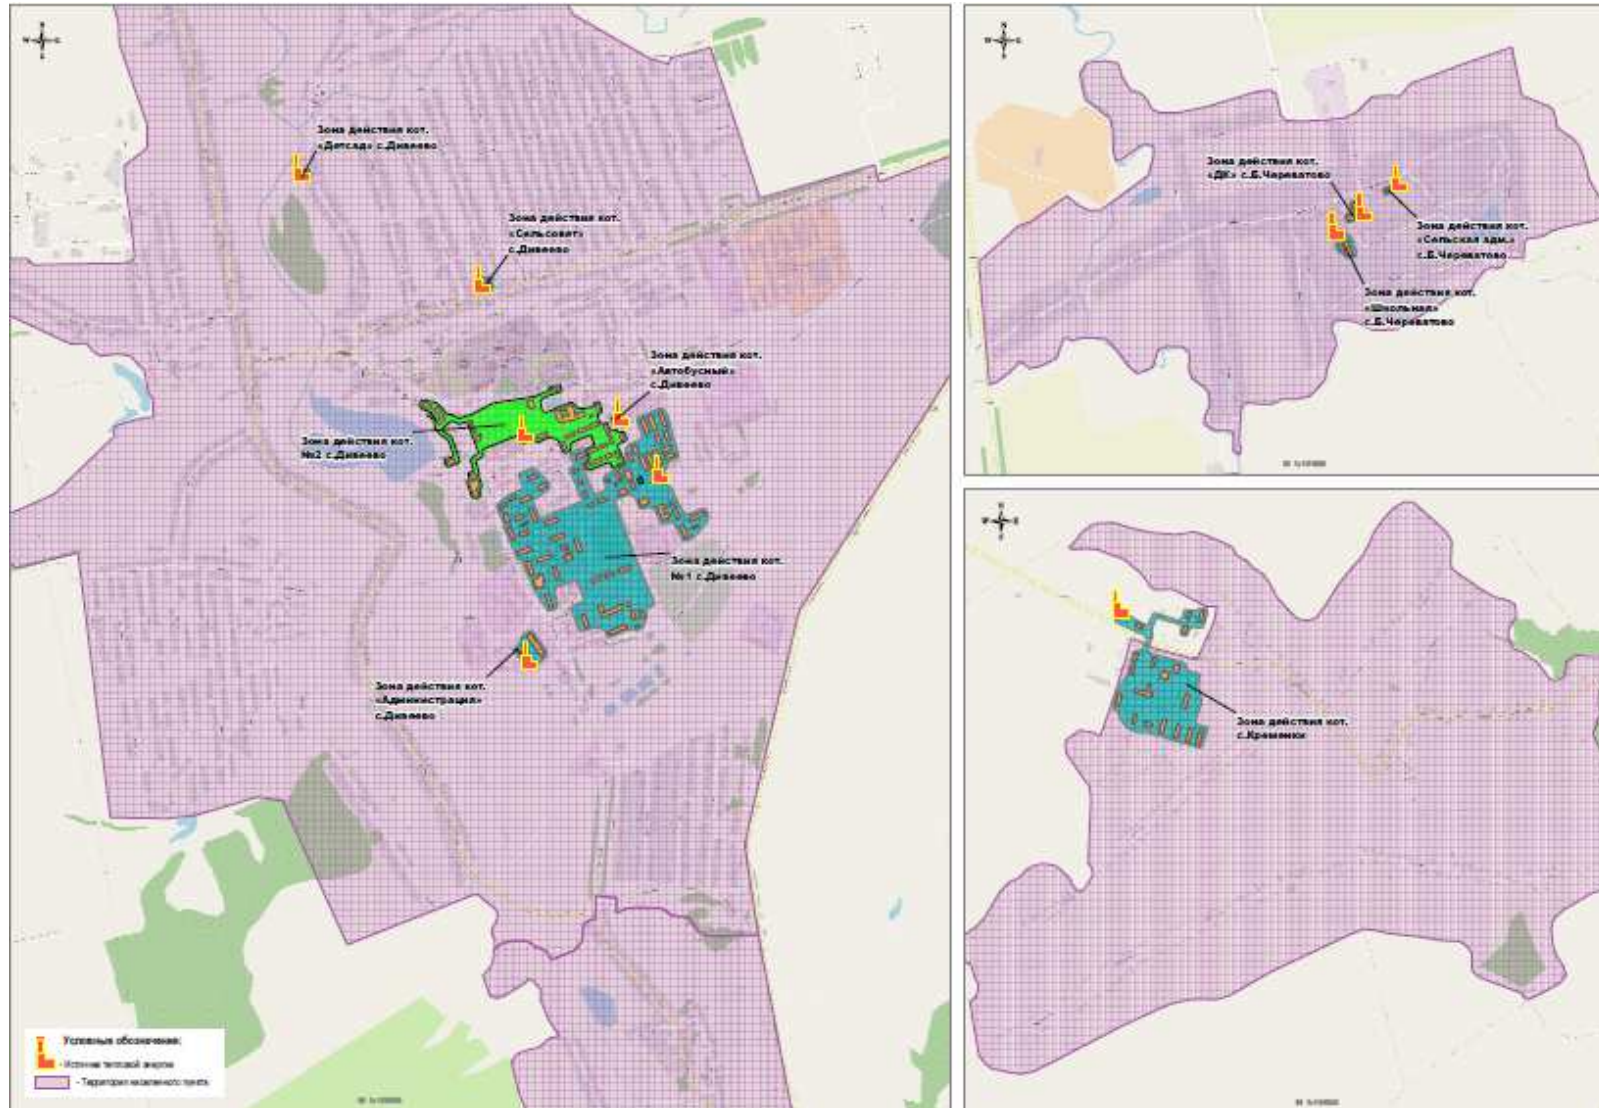 Зона действия кот.
«Детсад» с.Дивеево
Зона действия кот.
«Сельсовет»
с.Дивеево
Зона действия кот.
«Автобусный»
с.Дивеево
Зона действия кот.
№2 с.Дивеево
Зона действия кот.
№1 с.Дивеево
Зона действия кот.
«Администрация»
с.Дивеево
Условные обозначения:
- Источник тепловой энергии
- Территория населенного пункта
Зона действия кот.
«ДК» с.Б.Череватово
Зона действия кот.
«Сельская адм.»
с.Б.Череватово
Зона действия кот.
«Школьная»
с.Б.Череватово
Зона действия кот.
с.Кременки